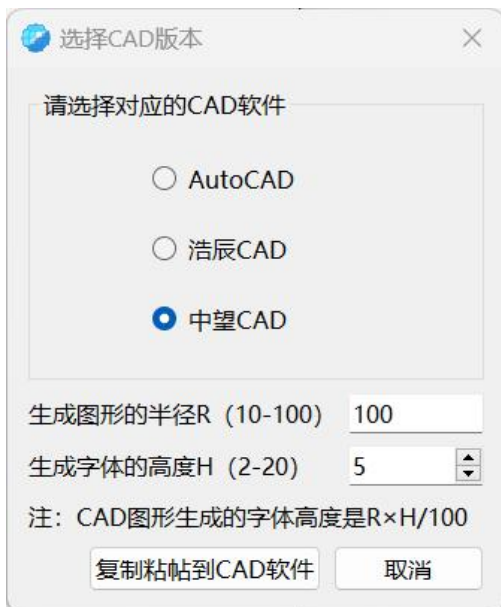 选择CAD版本
请选择对应的CAD软件
AutoCAD
浩辰CAD
中望CAD
生成图形的半径R（10-100） 100
生成字体的高度H（2-20） 5
注：CAD图形生成的字体高度是R×H/100
复制粘帖到CAD软件 取消